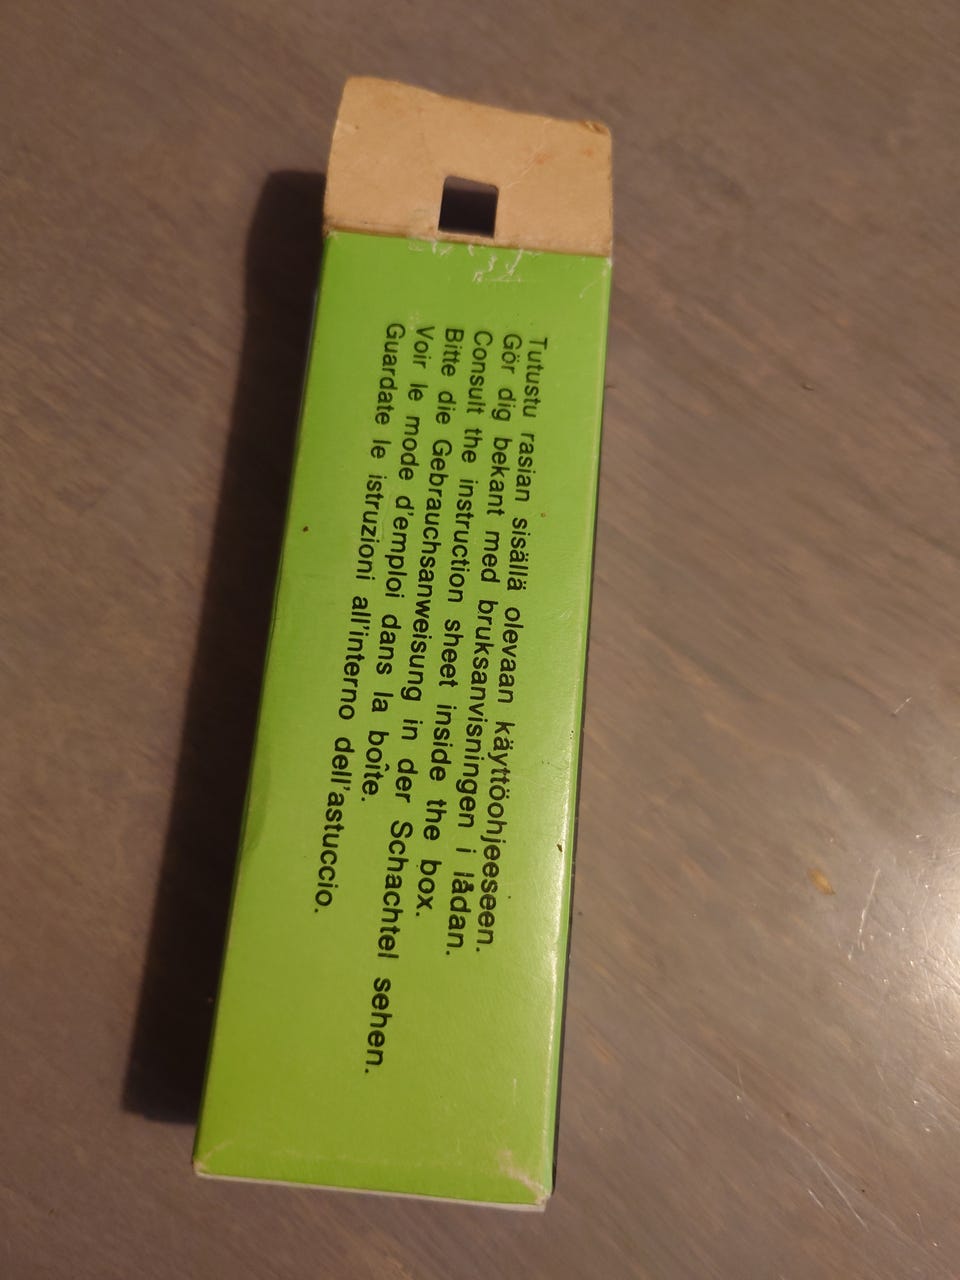 Tutustu rasian sisällä olevaan käyttöohjeeseen.
Gör dig bekant med bruksanvisningen i lådan.
Consult the instruction sheet inside the box.
Bitte die Gebrauchsanweisung in der Schachtel sehen.
Voir le mode d'emploi dans la boîte.
Guardate le istruzioni all'interno dell'astuccio.